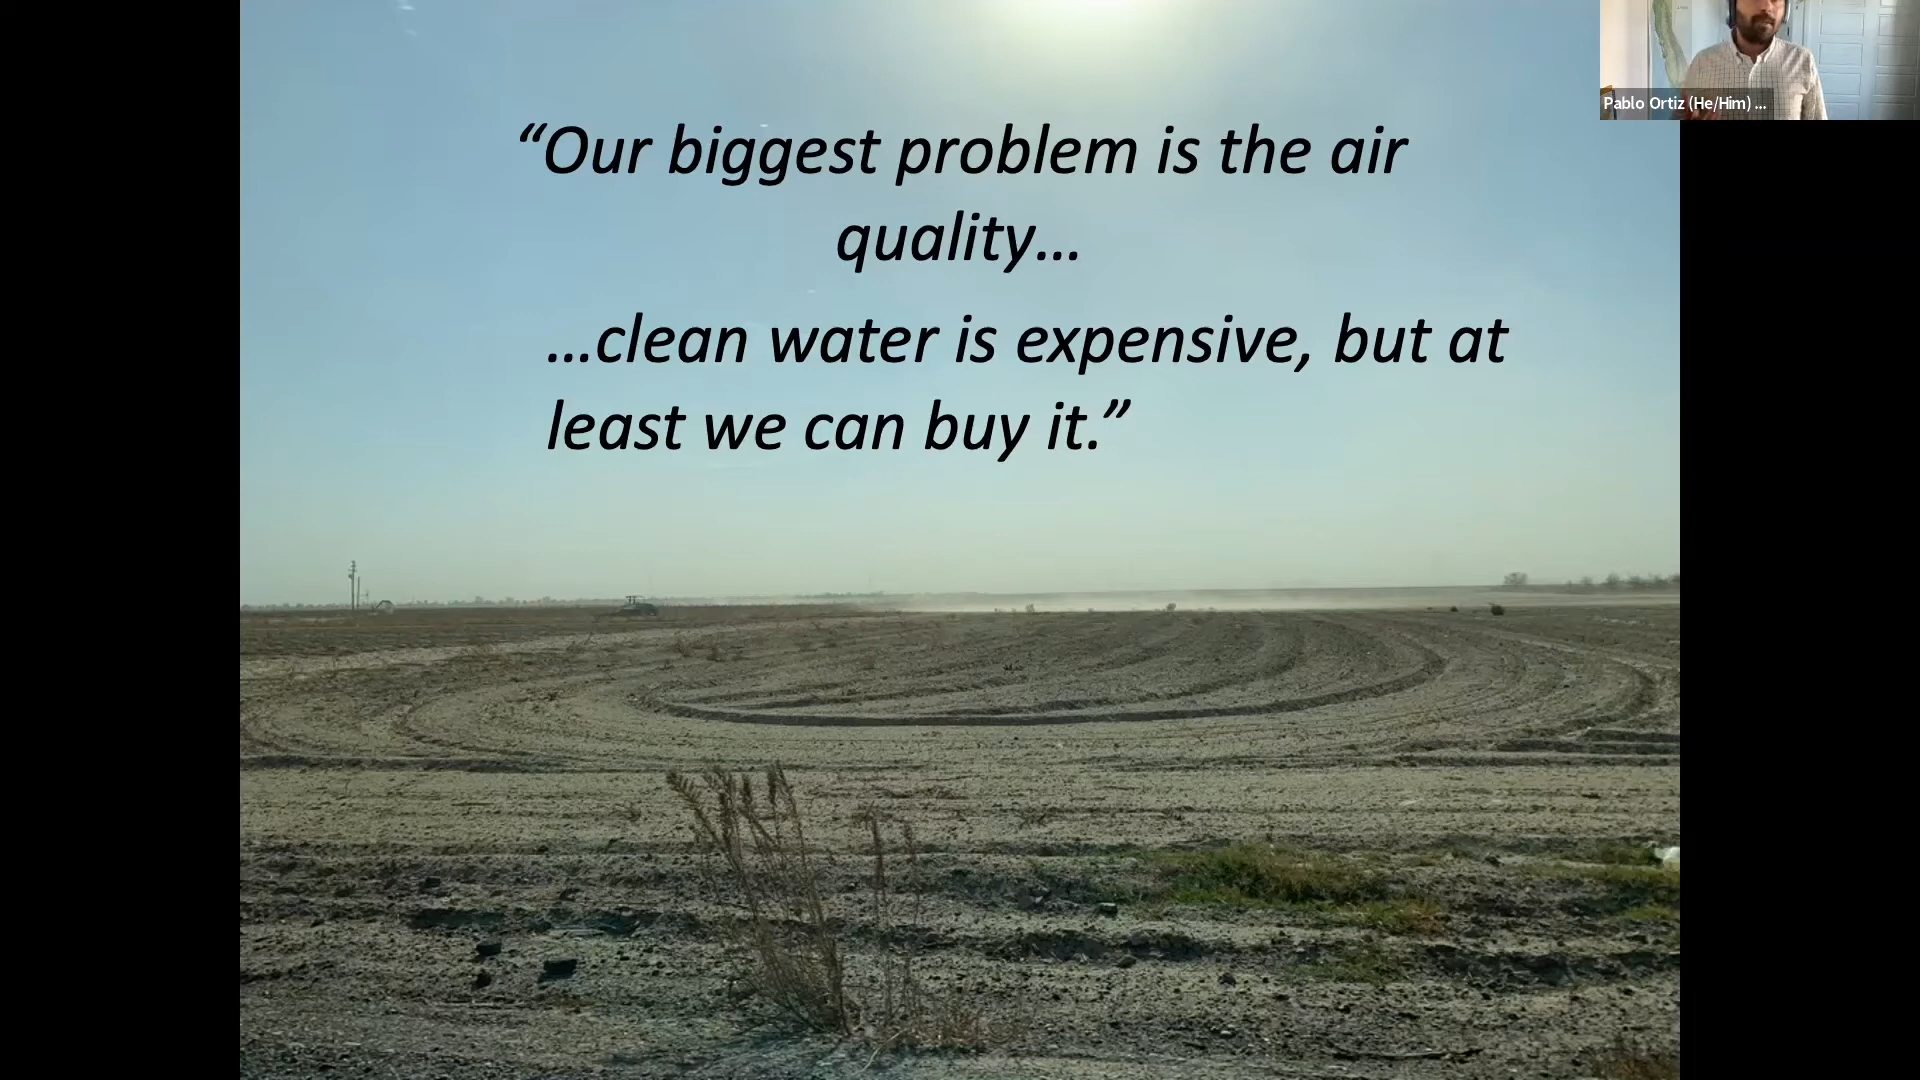 “Our biggest problem is the air
quality…
…clean water is expensive, but at
least we can buy it.”
Pablo Ortiz (He/Him) ...